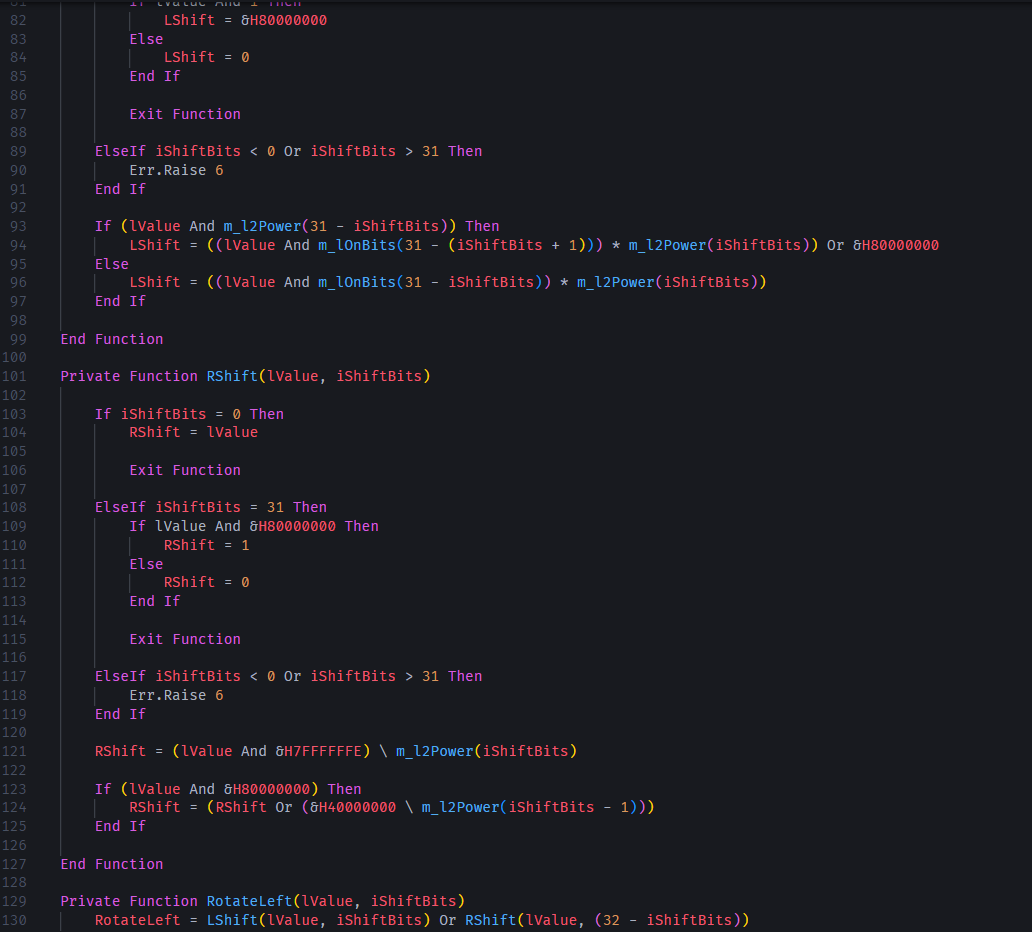 81 If lValue And 1 Then
82 LShift = &H80000000
83 Else
84 LShift = 0
85 End If
86
87 Exit Function
88
89 ElseIf iShiftBits < 0 Or iShiftBits > 31 Then
90 Err.Raise 6
91 End If
92
93 If (lValue And m_l2Power(31 - iShiftBits)) Then
94 LShift = ((lValue And m_lOnBits(31 - (iShiftBits + 1))) * m_l2Power(iShiftBits)) Or &H80000000
95 Else
96 LShift = ((lValue And m_lOnBits(31 - iShiftBits)) * m_l2Power(iShiftBits))
97 End If
98
99 End Function
100
101 Private Function RShift(lValue, iShiftBits)
102
103 If iShiftBits = 0 Then
104 RShift = lValue
105
106 Exit Function
107
108 ElseIf iShiftBits = 31 Then
109 If lValue And &H80000000 Then
110 RShift = 1
111 Else
112 RShift = 0
113 End If
114
115 Exit Function
116
117 ElseIf iShiftBits < 0 Or iShiftBits > 31 Then
118 Err.Raise 6
119 End If
120
121 RShift = (lValue And &H7FFFFFFE) \ m_l2Power(iShiftBits)
122
123 If (lValue And &H80000000) Then
124 RShift = (RShift Or (&H40000000 \ m_l2Power(iShiftBits - 1)))
125 End If
126
127 End Function
128
129 Private Function RotateLeft(lValue, iShiftBits)
130 RotateLeft = LShift(lValue, iShiftBits) Or RShift(lValue, (32 - iShiftBits))